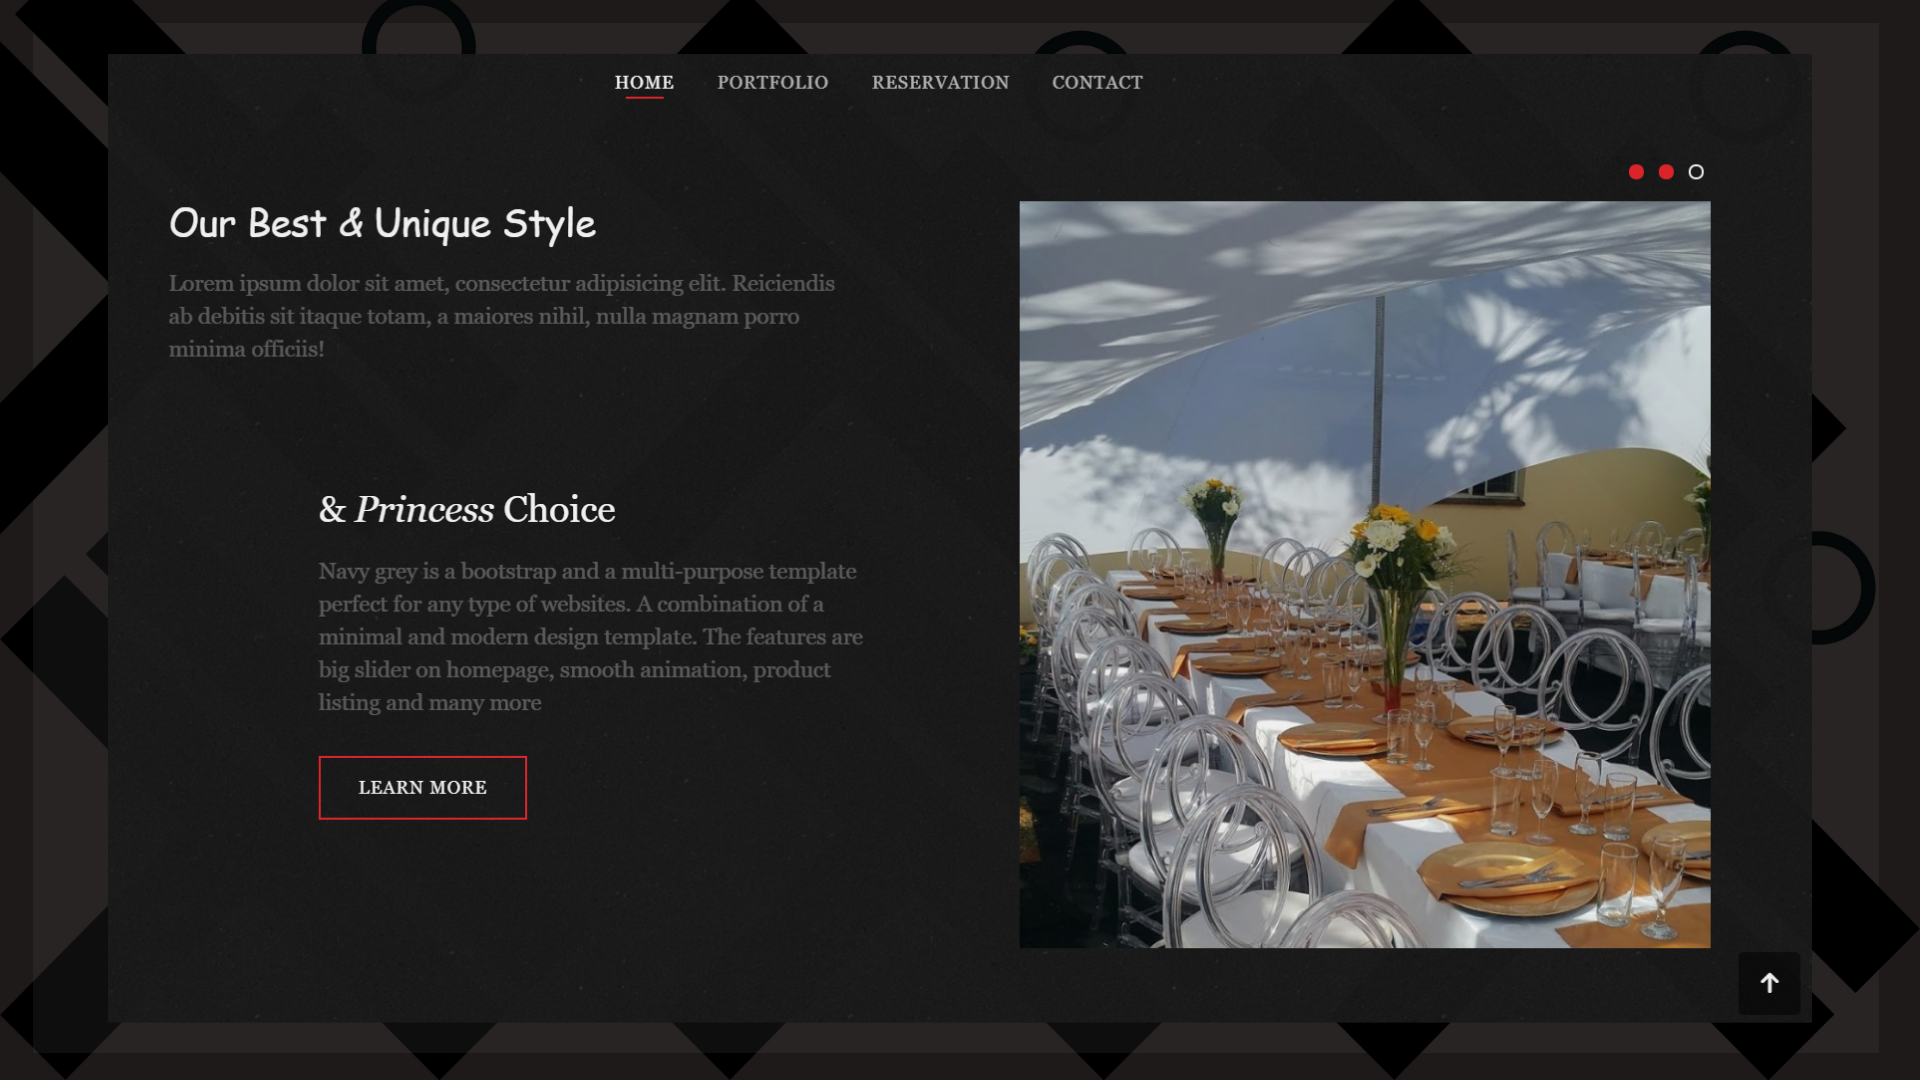 HOME PORTFOLIO RESERVATION CONTACT
Our Best & Unique Style
Lorem ipsum dolor sit amet, consectetur adipisicing elit. Reiciendis
ab debitis sit itaque totam, a maiores nihil, nulla magnam porro
minima officiis!
& Princess Choice
Navy grey is a bootstrap and a multi-purpose template
perfect for any type of websites. A combination of a
minimal and modern design template. The features are
big slider on homepage, smooth animation, product
listing and many more
LEARN MORE